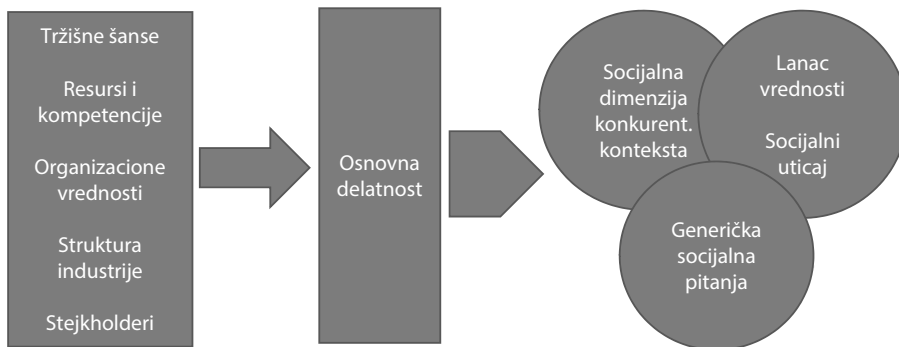 Tržišne šanse
Resursi i
kompetencije
Organizacione
vrednosti
Struktura
industrije
Stejkholderi
Osnovna
delatnost
Socijalna
dimenzija
konkurent.
konteksta
Lanac
vrednosti
Socijalni
uticaj
Generička
socijalna
pitanja